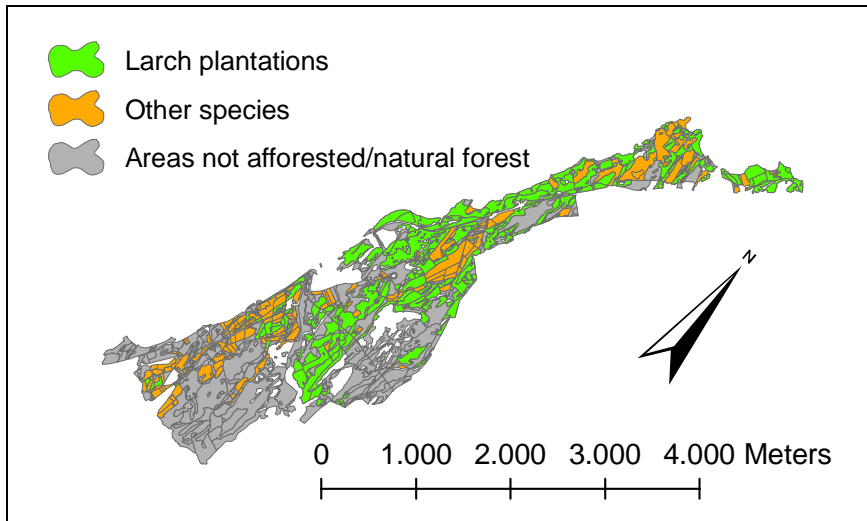 Larch plantations
Other species
Areas not afforested/natural forest
N
0 1.000 2.000 3.000 4.000 Meters